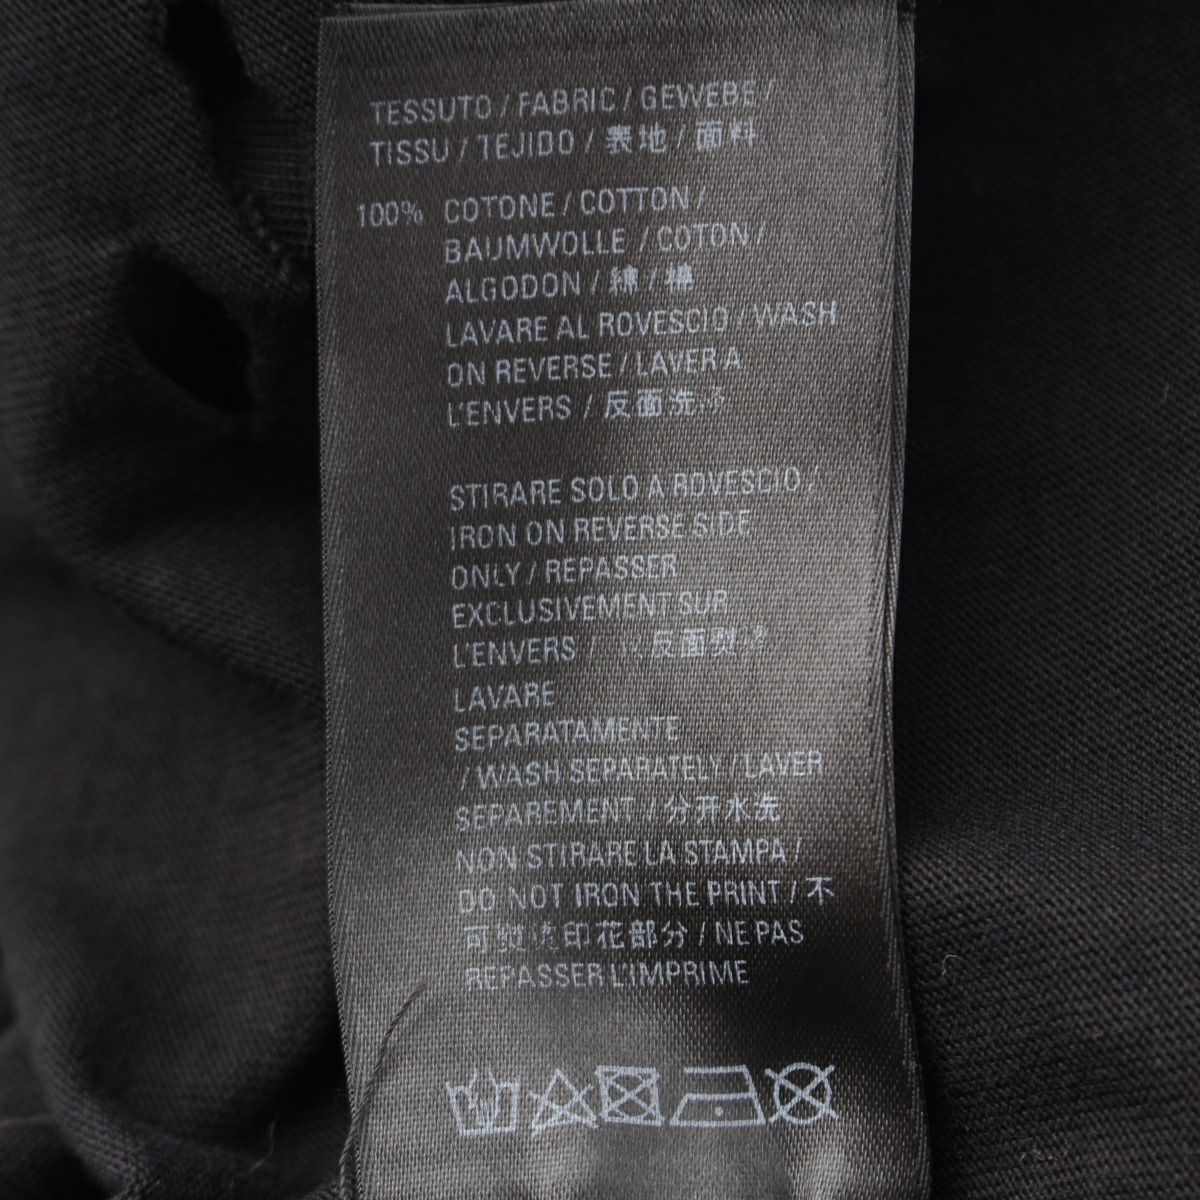 TESSUTO / FABRIC / GEWEBE /
TISSU / TEJIDO / 表地 / 面料
100% COTONE / COTTON /
BAUMWOLLE / COTON /
ALGODON / 綿 / 棉
LAVARE AL ROVESCIO / WASH
ON REVERSE / LAVER A
L'ENVERS / 反面洗涤
STIRARE SOLO A ROVESCIO /
IRON ON REVERSE SIDE
ONLY / REPASSER
EXCLUSIVEMENT SUR
L'ENVERS / 反面熨
LAVARE
SEPARATAMENTE
/ WASH SEPARATELY / LAVER
SEPAREMENT / 分开水洗
NON STIRARE LA STAMPA /
DO NOT IRON THE PRINT / 不
可熨烫印花部分 / NE PAS
REPASSER L'IMPRIME